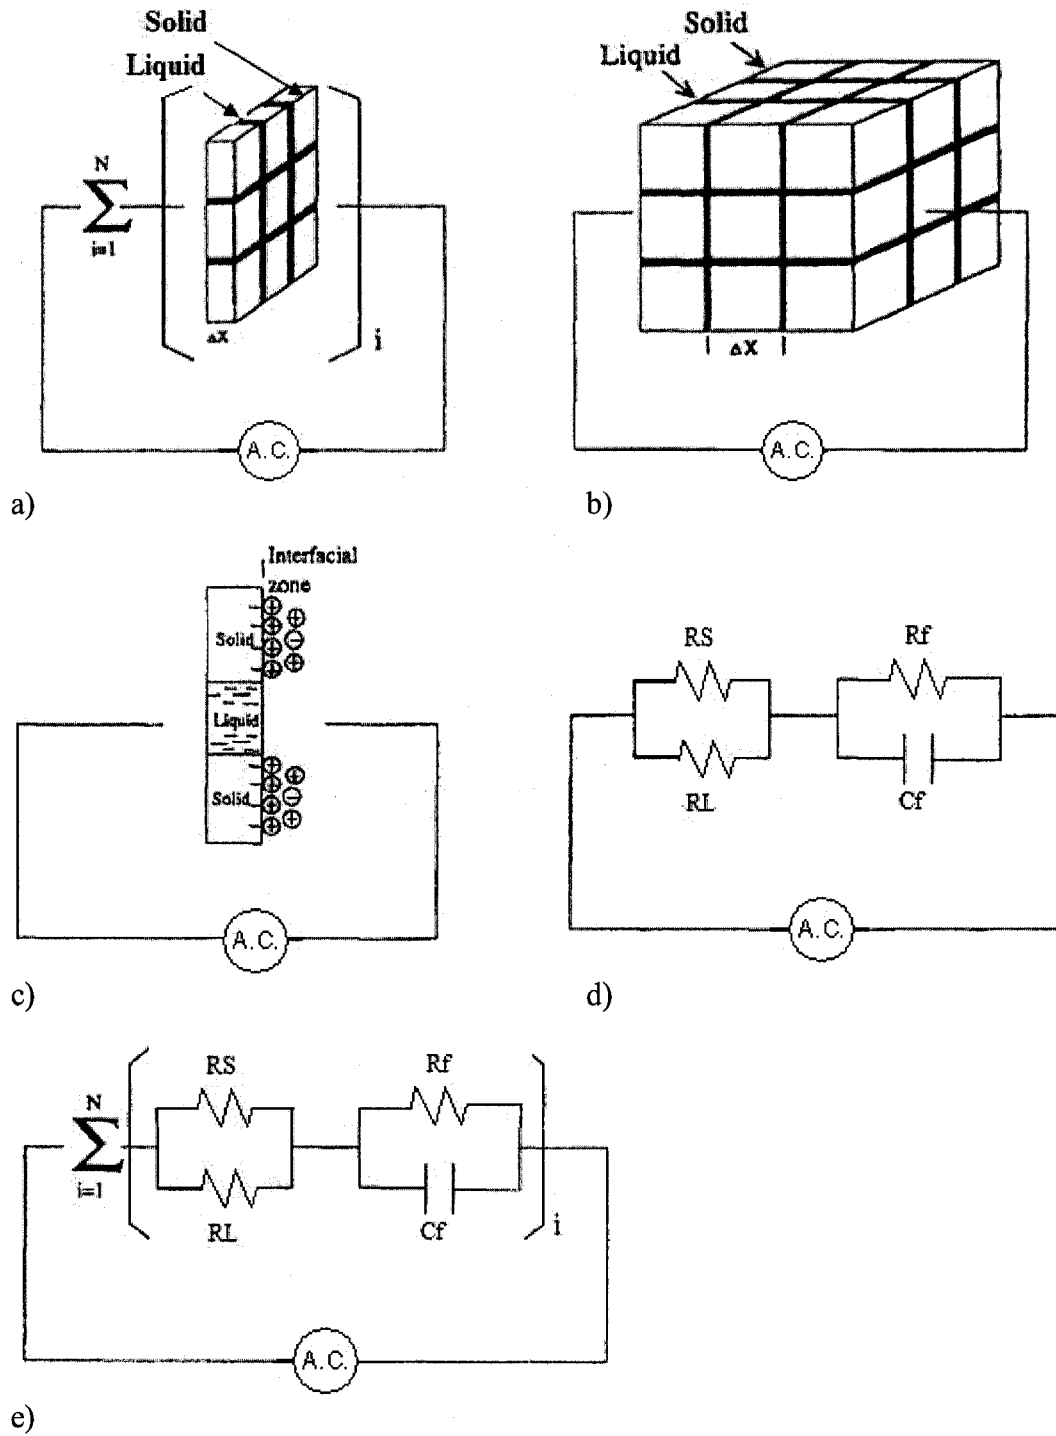 Solid
Liquid
N
∑
i=1
ΔX
i
A.C.
a)
Solid
Liquid
ΔX
A.C.
b)
Interfacial
zone
Solid
Liquid
Solid
A.C.
c)
RS
Rf
RL
Cf
A.C.
d)
N
∑
i=1
RS
Rf
RL
Cf
i
A.C.
e)